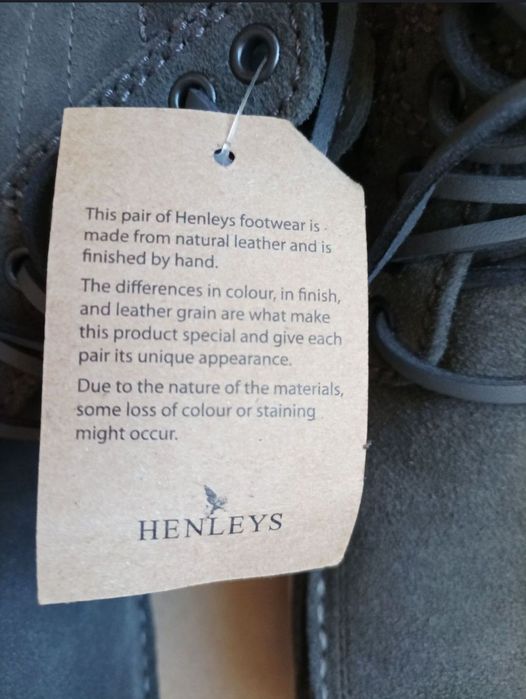 This pair of Henleys footwear is
made from natural leather and is
finished by hand.
The differences in colour, in finish,
and leather grain are what make
this product special and give each
pair its unique appearance.
Due to the nature of the materials,
some loss of colour or staining
might occur.
HENLEYS